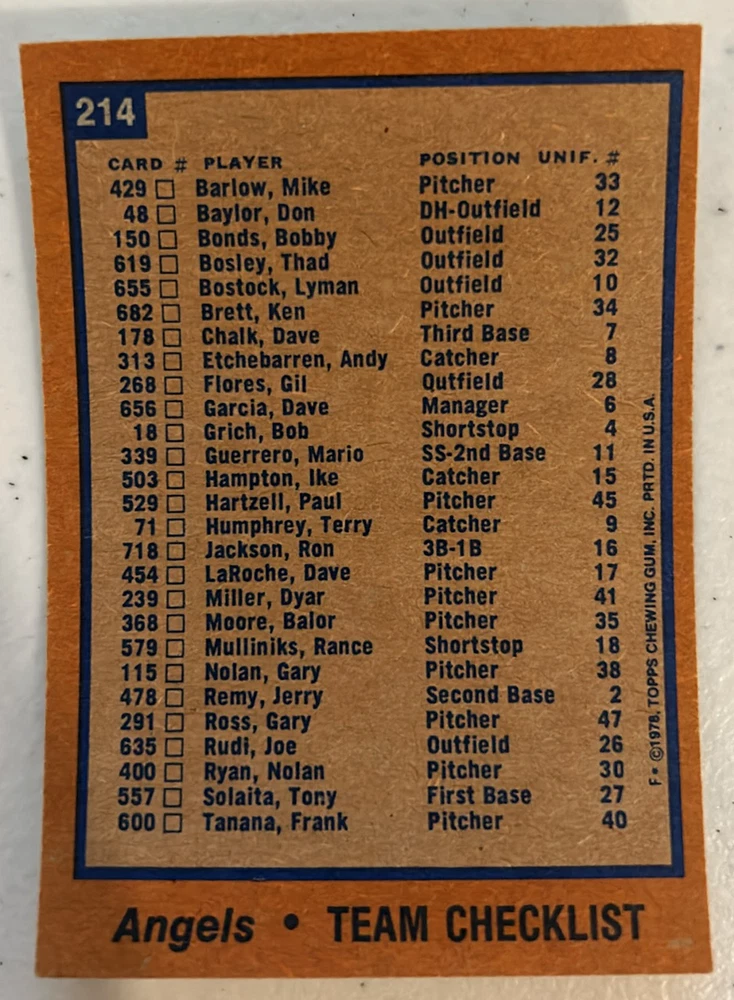 214
CARD # PLAYER POSITION UNIF. #
429 □ Barlow, Mike Pitcher 33
48 □ Baylor, Don DH-Outfield 12
150 □ Bonds, Bobby Outfield 25
619 □ Bosley, Thad Outfield 32
655 □ Bostock, Lyman Outfield 10
682 □ Brett, Ken Pitcher 34
178 □ Chalk, Dave Third Base 7
313 □ Etchebarren, Andy Catcher 8
268 □ Flores, Gil Outfield 28
656 □ Garcia, Dave Manager 6
18 □ Grich, Bob Shortstop 4
339 □ Guerrero, Mario SS-2nd Base 11
503 □ Hampton, Ike Catcher 15
529 □ Hartzell, Paul Pitcher 45
71 □ Humphrey, Terry Catcher 9
718 □ Jackson, Ron 3B-1B 16
454 □ LaRoche, Dave Pitcher 17
239 □ Miller, Dyar Pitcher 41
368 □ Moore, Balor Pitcher 35
579 □ Mulliniks, Rance Shortstop 18
115 □ Nolan, Gary Pitcher 38
478 □ Remy, Jerry Second Base 2
291 □ Ross, Gary Pitcher 47
635 □ Rudi, Joe Outfield 26
400 □ Ryan, Nolan Pitcher 30
557 □ Solaita, Tony First Base 27
600 □ Tanana, Frank Pitcher 40
F* ©1978, TOPPS CHEWING GUM, INC. PRTD. IN U.S.A.
Angels • TEAM CHECKLIST